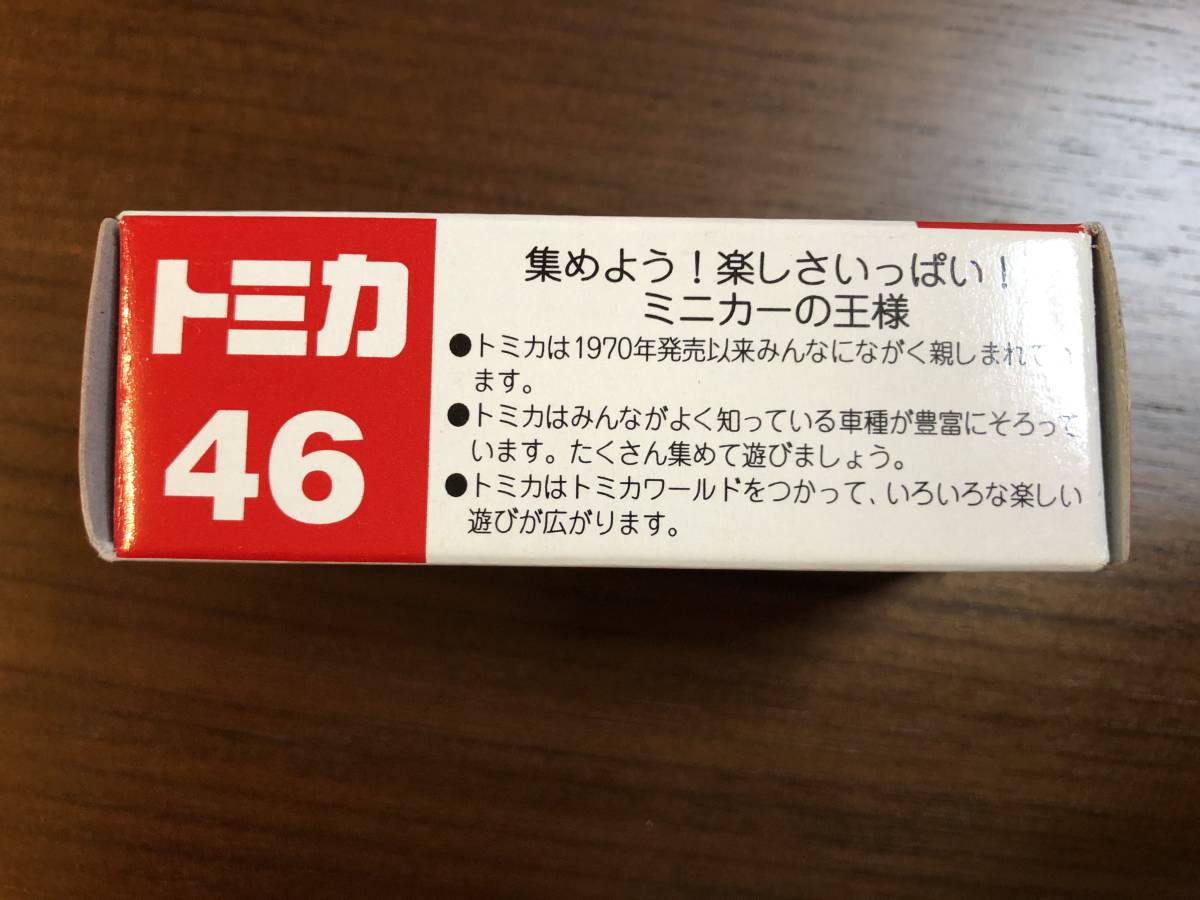 トミカ
46
集めよう！楽しさいっぱい！
ミニカーの王様
●トミカは1970年発売以来みんなにながく親しまれてい
ます。
●トミカはみんながよく知っている車種が豊富にそろって
います。たくさん集めて遊びましょう。
●トミカはトミカワールドをつかって、いろいろな楽しい
遊びが広がります。